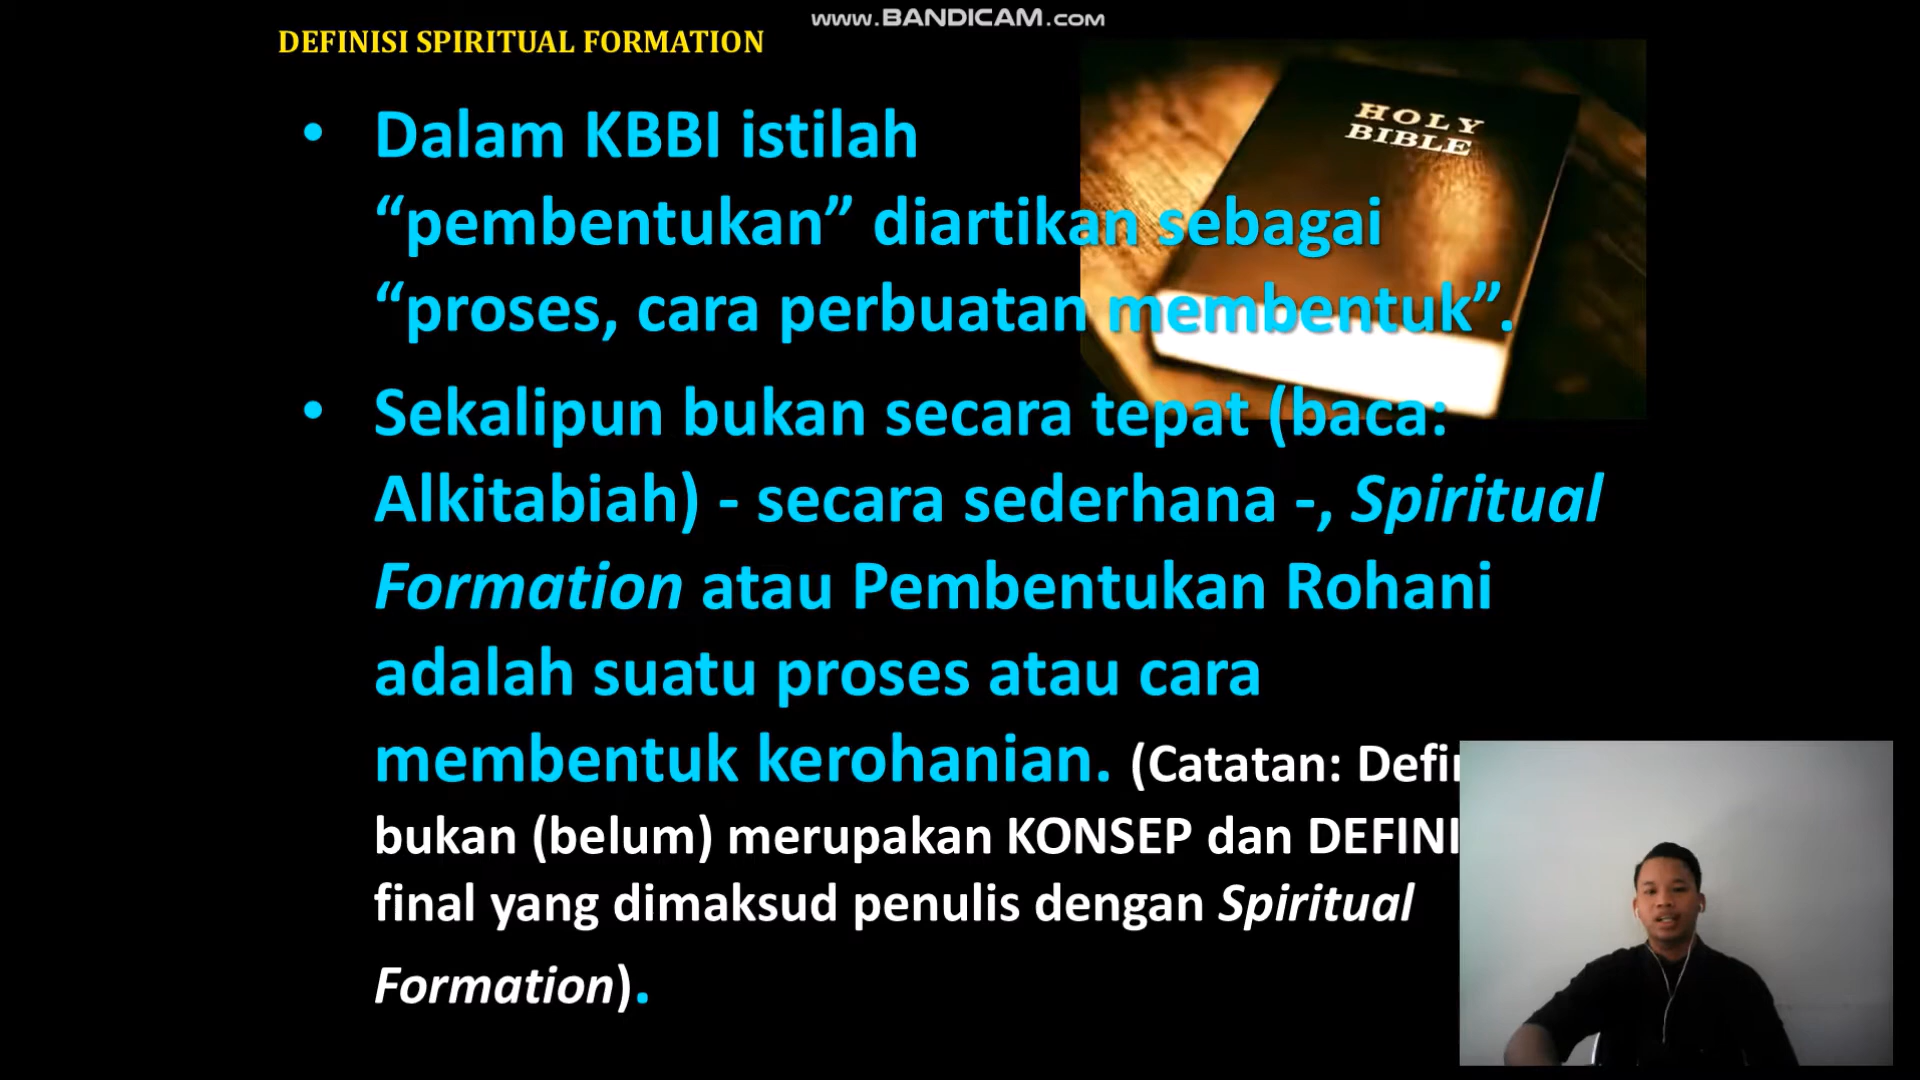 www.BANDICAM.com
DEFINISI SPIRITUAL FORMATION
HOLY
BIBLE
• Dalam KBBI istilah
“pembentukan” diartikan sebagai
“proses, cara perbuatan membentuk”.
• Sekalipun bukan secara tepat (baca:
Alkitabiah) - secara sederhana -, Spiritual
Formation atau Pembentukan Rohani
adalah suatu proses atau cara
membentuk kerohanian. (Catatan:
bukan (belum) merupakan KONSEP dan
final yang dimaksud penulis dengan Spiritual
Formation).